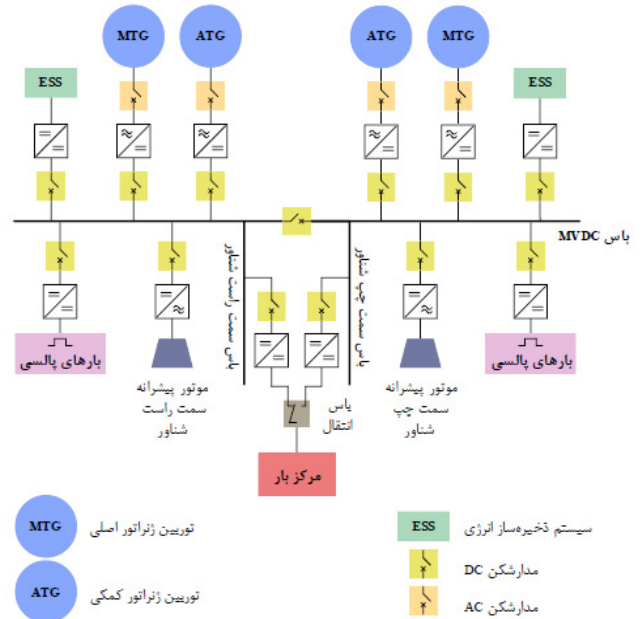 MTG
ATG
ATG
MTG
ESS
ESS
باس MVDC
باس سمت راست شناور
باس سمت چپ شناور
بارهای پالسی
موتور پیشرانه
سمت راست
شناور
باس
انتقال
موتور پیشرانه
سمت چپ
شناور
بارهای پالسی
مرکز بار
MTG
توربین ژنراتور اصلی
ESS
سیستم ذخیره‌ساز انرژی
مدارشکن DC
ATG
توربین ژنراتور کمکی
مدارشکن AC